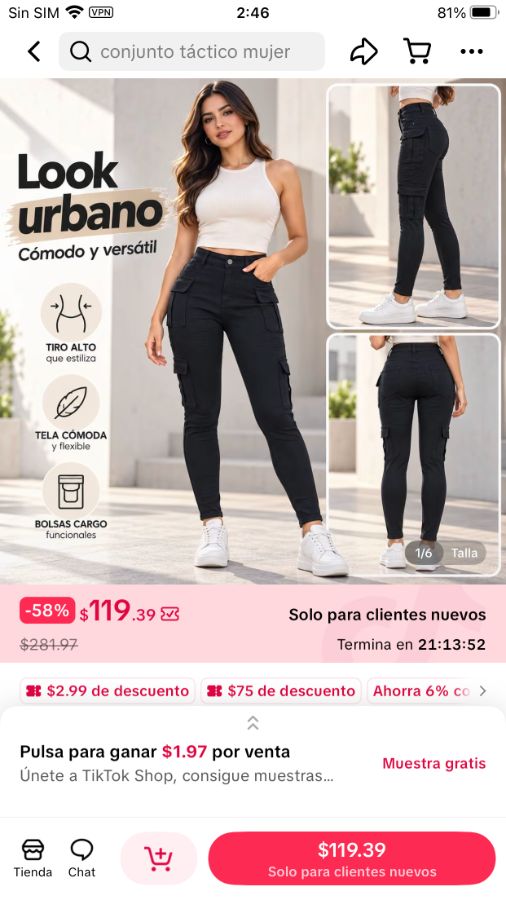 Sin SIM VPN 2:46 81%
conjunto táctico mujer
Look
urbano
Cómodo y versátil
TIRO ALTO
que estiliza
TELA CÓMODA
y flexible
BOLSAS CARGO
funcionales
1/6 Talla
-58% $119.39 Solo para clientes nuevos
$281.97 Termina en 21:13:52
$2.99 de descuento $75 de descuento Ahorra 6% co
Pulsa para ganar $1.97 por venta
Únete a TikTok Shop, consigue muestras...
Muestra gratis
Tienda Chat
$119.39
Solo para clientes nuevos